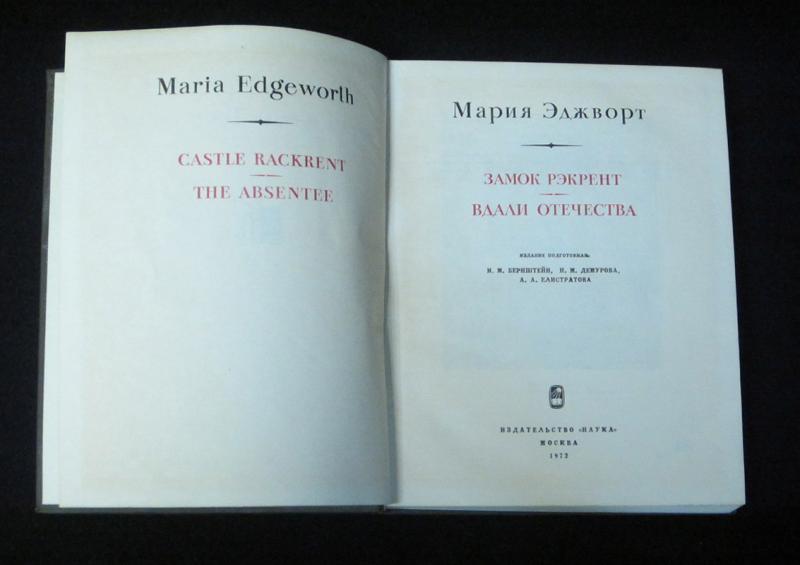 Maria Edgeworth
CASTLE RACKRENT
THE ABSENTEE
Мария Эджворт
ЗАМОК РЭКРЕНТ
ВДАЛИ ОТЕЧЕСТВА
ИЗДАНИЕ ПОДГОТОВИЛИ:
И. М. БЕРНШТЕЙН, Н. М. ДЕМУРОВА,
А. А. ЕЛИСТРАТОВА
ИЗДАТЕЛЬСТВО «НАУКА»
МОСКВА
1972